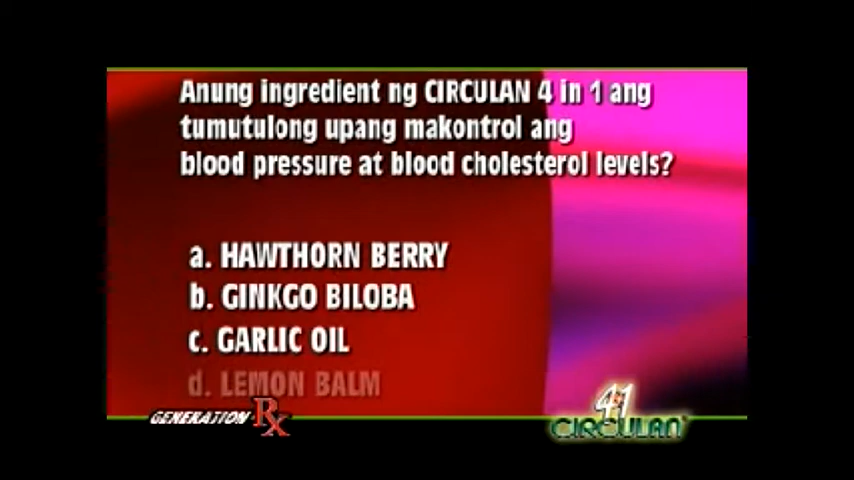 Anung ingredient ng CIRCULAN 4 in 1 ang
tumutulong upang makontrol ang
blood pressure at blood cholesterol levels?
a. HAWTHORN BERRY
b. GINKGO BILOBA
c. GARLIC OIL
d. LEMON BALM
GENERATION Rx
4in1
CIRCULAN